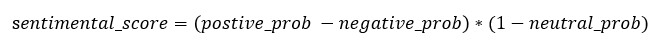 sentimental_score = (postive_prob − negative_prob) ∗ (1 − neutral_prob)